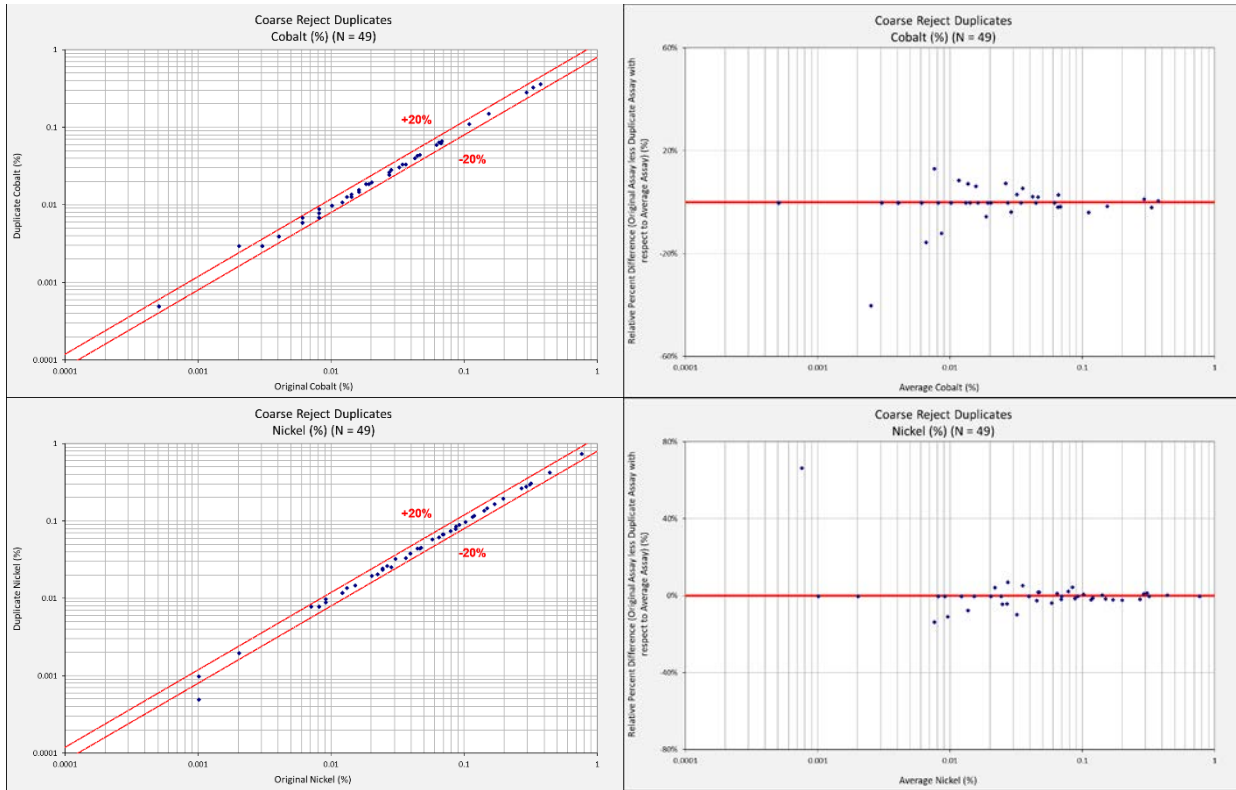 Coarse Reject Duplicates
Cobalt (%) (N = 49)
Duplicate Cobalt (%)
1
0.1
0.01
0.001
0.0001
+20%
-20%
0.0001
0.001
0.01
0.1
1
Original Cobalt (%)
Coarse Reject Duplicates
Cobalt (%) (N = 49)
Relative Percent Difference (Original Assay less Duplicate Assay with
respect to Average Assay) (%)
60%
20%
-20%
-60%
0.0001
0.001
0.01
0.1
1
Average Cobalt (%)
Coarse Reject Duplicates
Nickel (%) (N = 49)
Duplicate Nickel (%)
1
0.1
0.01
0.001
0.0001
+20%
-20%
0.0001
0.001
0.01
0.1
1
Original Nickel (%)
Coarse Reject Duplicates
Nickel (%) (N = 49)
Relative Percent Difference (Original Assay less Duplicate Assay with
respect to Average Assay) (%)
80%
40%
0%
-40%
-80%
0.0001
0.001
0.01
0.1
1
Average Nickel (%)